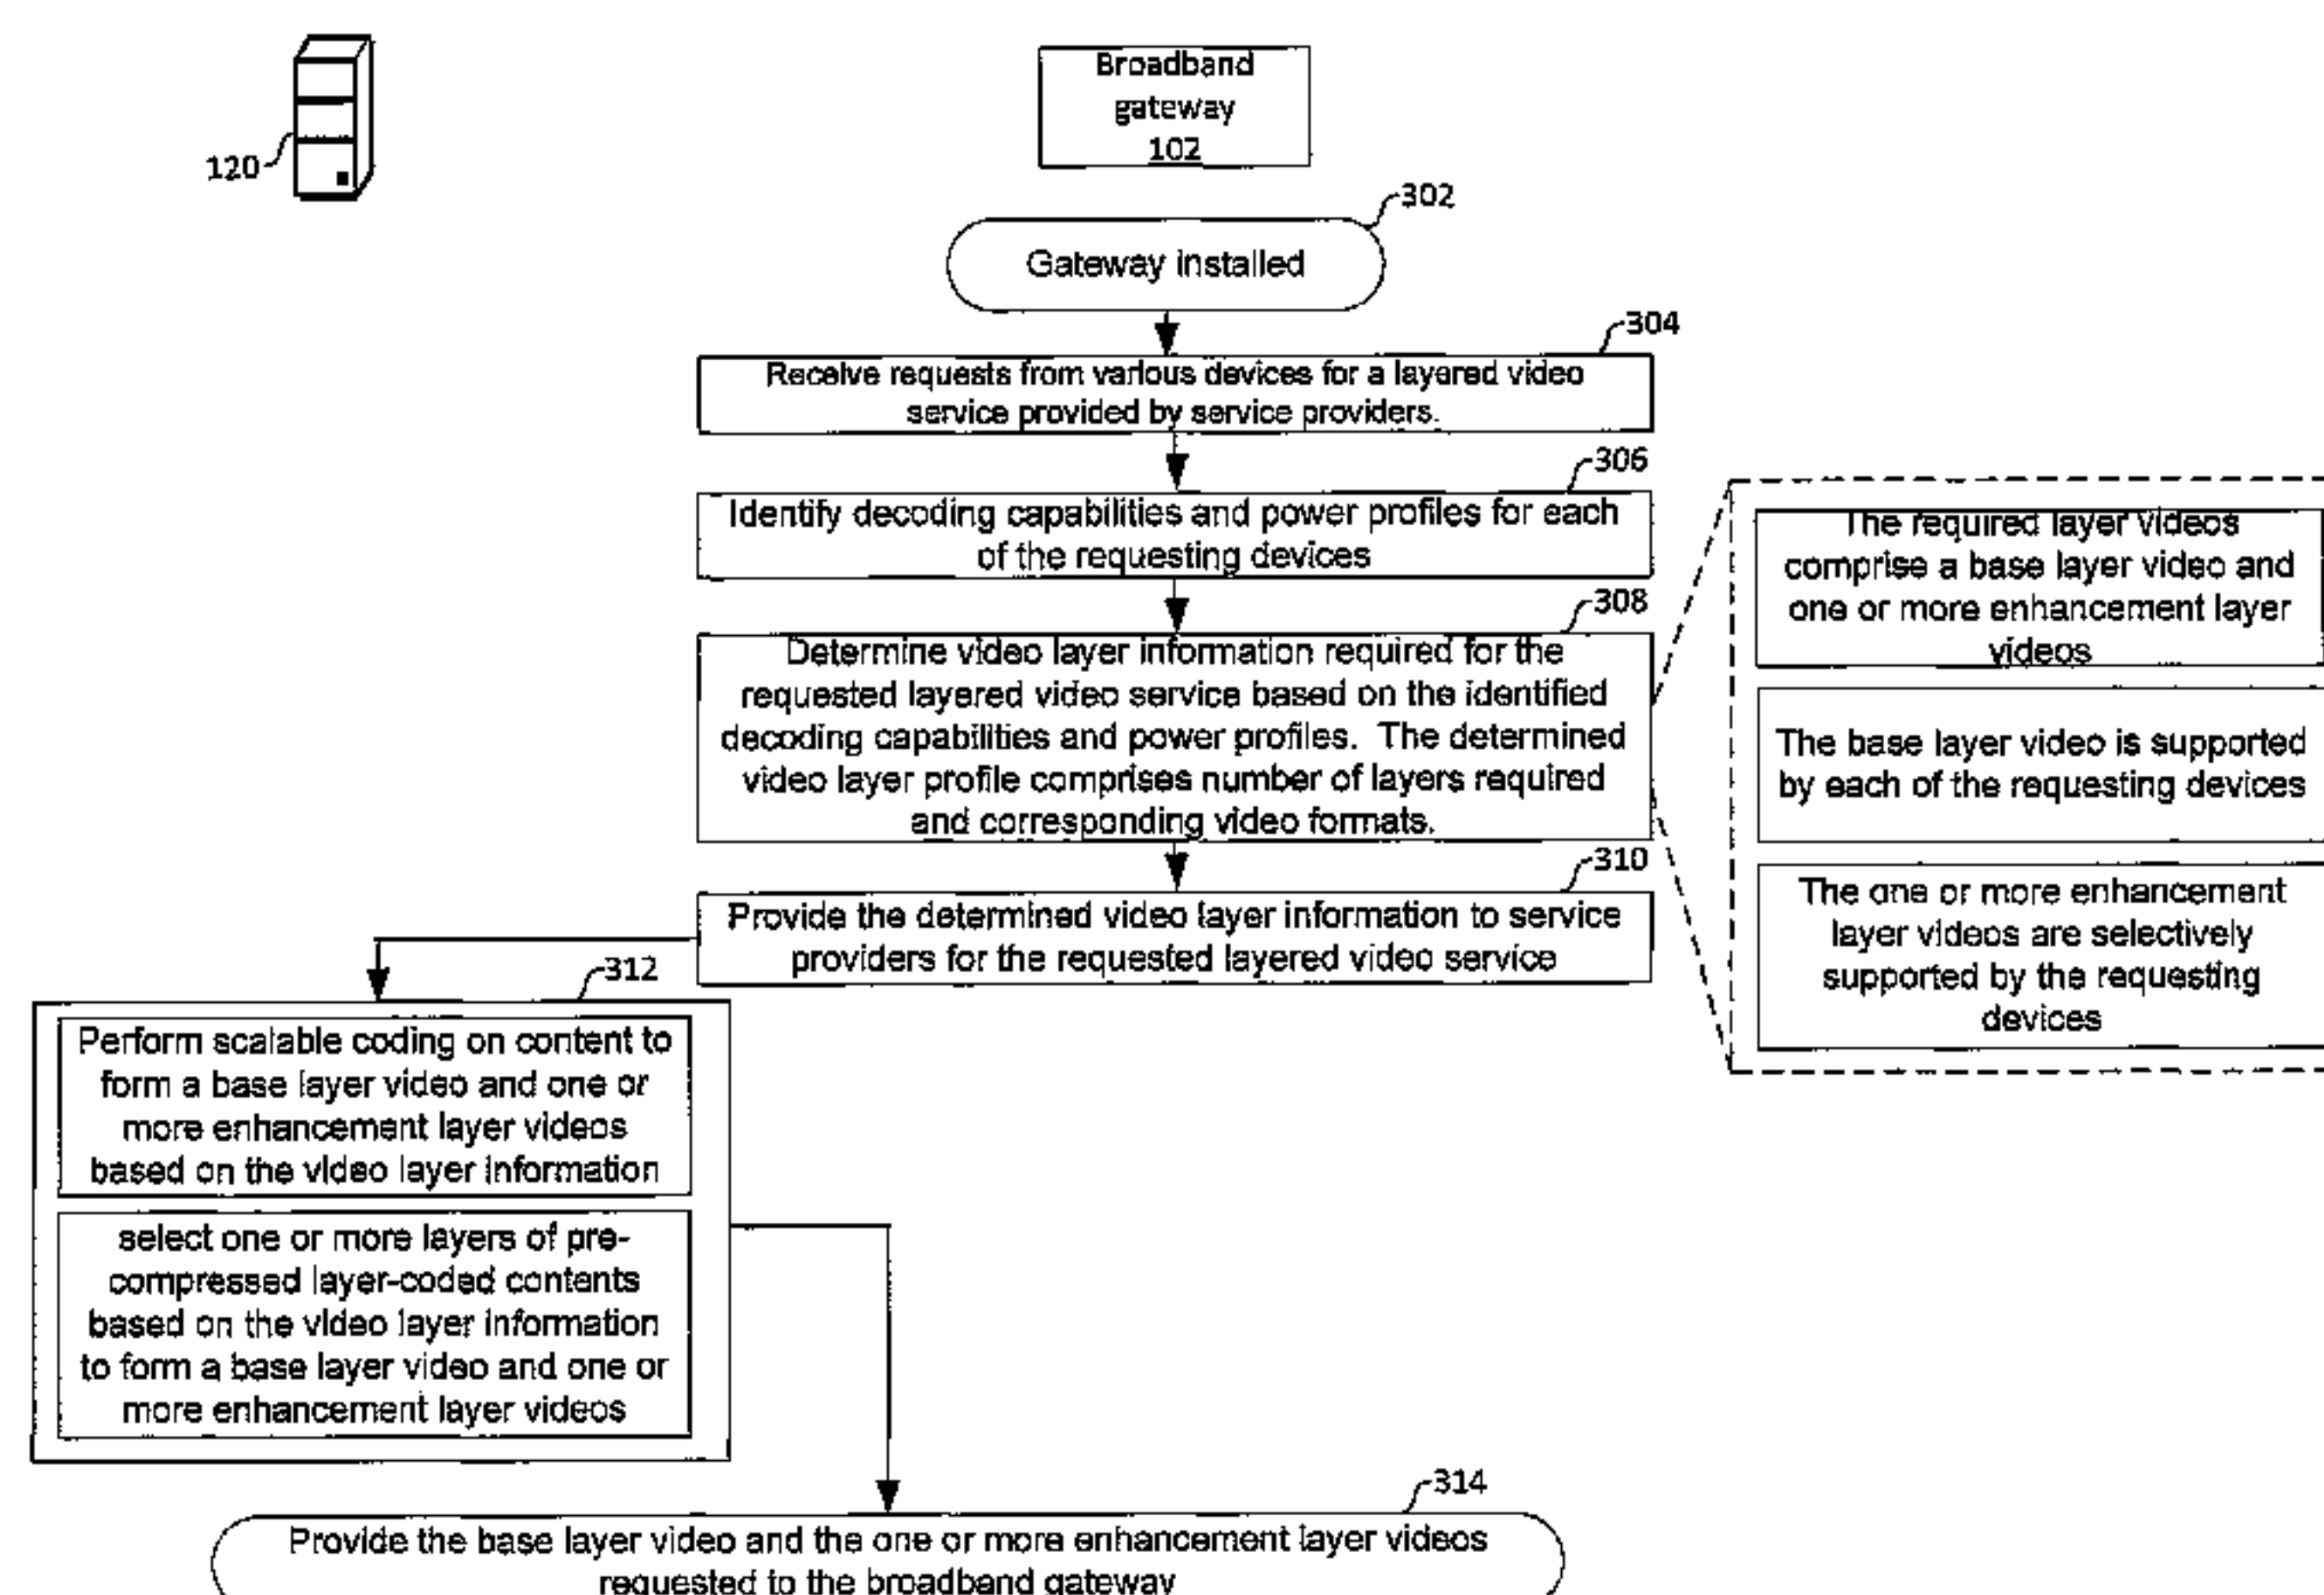 120
Broadband
gateway
102
302
Gateway installed
304
Receive requests from various devices for a layered video
service provided by service providers.
306
Identify decoding capabilities and power profiles for each
of the requesting devices
308
Determine video layer information required for the
requested layered video service based on the identified
decoding capabilities and power profiles. The determined
video layer profile comprises number of layers required
and corresponding video formats.
The required layer videos
comprise a base layer video and
one or more enhancement layer
videos
The base layer video is supported
by each of the requesting devices
The one or more enhancement
layer videos are selectively
supported by the requesting
devices
310
Provide the determined video layer information to service
providers for the requested layered video service
312
Perform scalable coding on content to
form a base layer video and one or
more enhancement layer videos
based on the video layer information
select one or more layers of pre-
compressed layer-coded contents
based on the video layer information
to form a base layer video and one or
more enhancement layer videos
314
Provide the base layer video and the one or more enhancement layer videos
requested to the broadband gateway